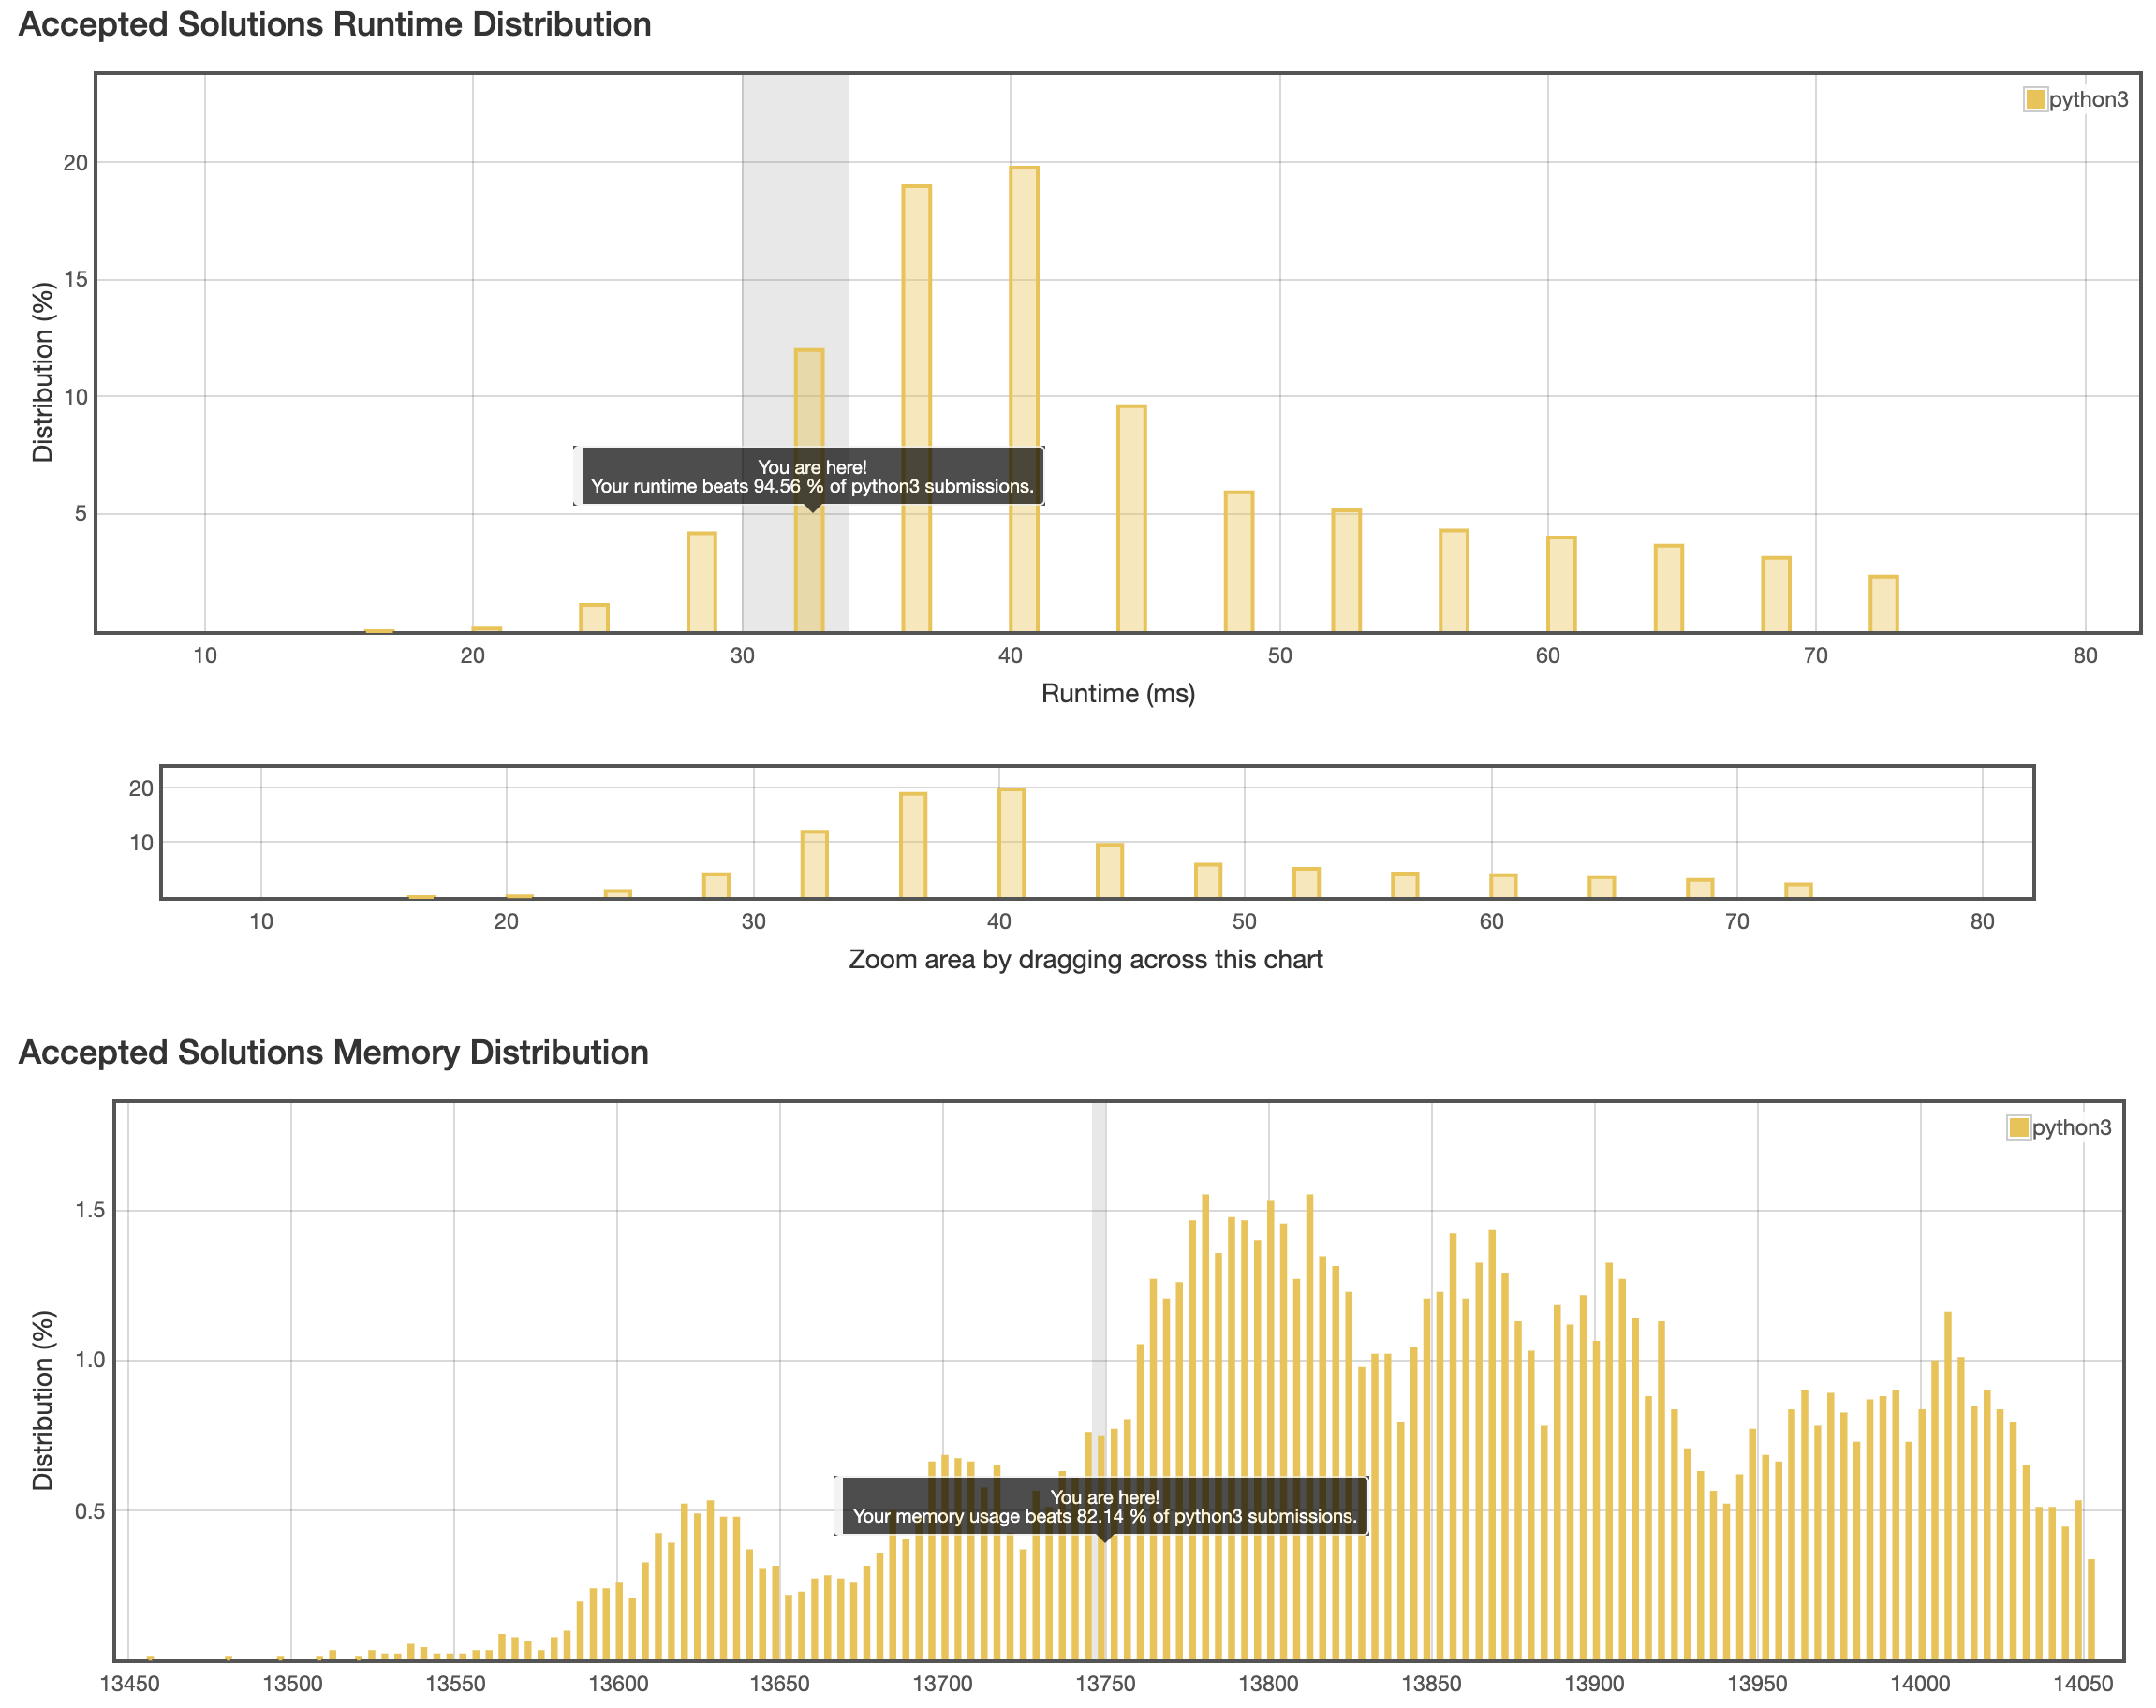 Accepted Solutions Runtime Distribution
python3
20
15
10
5
Distribution (%)
You are here!
Your runtime beats 94.56 % of python3 submissions.
10 20 30 40 50 60 70 80
Runtime (ms)
20
10
10 20 30 40 50 60 70 80
Zoom area by dragging across this chart
Accepted Solutions Memory Distribution
python3
1.5
1.0
0.5
Distribution (%)
You are here!
Your memory usage beats 82.14 % of python3 submissions.
13450 13500 13550 13600 13650 13700 13750 13800 13850 13900 13950 14000 14050